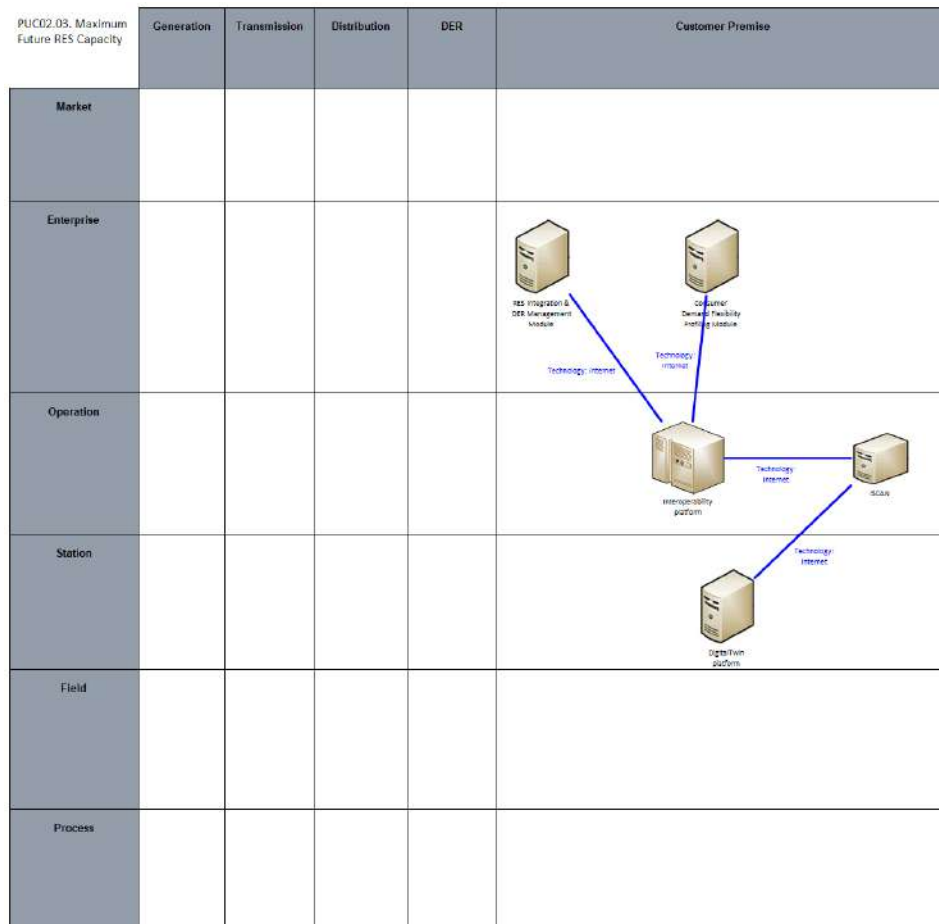 PUC02.03. Maximum
Future RES Capacity
Generation
Transmission
Distribution
DER
Customer Premise
Market
Enterprise
RES Integration &
DER Management
Module
Consumer
Demand Flexibility
Profiling Module
Technology: Internet
Technology:
Internet
Operation
Interoperability
platform
Technology:
Internet
iSCAN
Station
Technology:
Internet
DigitalTwin
platform
Field
Process